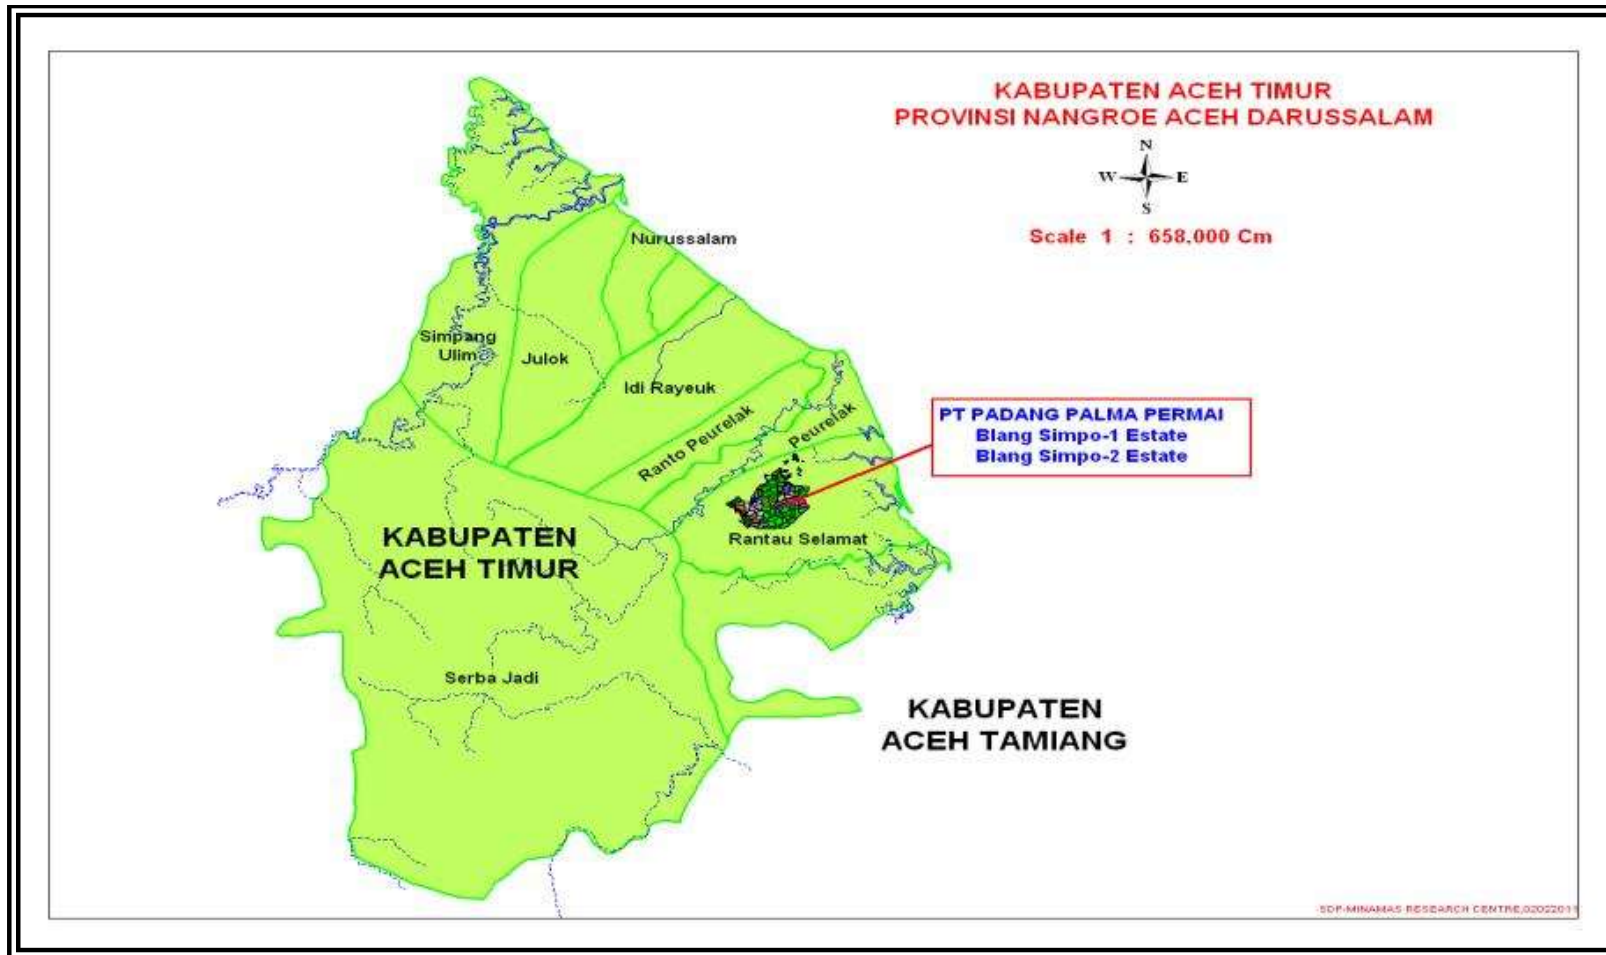 KABUPATEN ACEH TIMUR
PROVINSI NANGROE ACEH DARUSSALAM
N
W E
S
Scale 1 : 658,000 Cm
Nurussalam
Simpang
Ulim
Julok
Idi Rayeuk
Ranto Peurelak
Peurelak
PT PADANG PALMA PERMAI
Blang Simpo-1 Estate
Blang Simpo-2 Estate
Rantau Selamat
KABUPATEN
ACEH TIMUR
Serba Jadi
KABUPATEN
ACEH TAMIANG
SDP-MINAMAS RESEARCH CENTRE,02022011